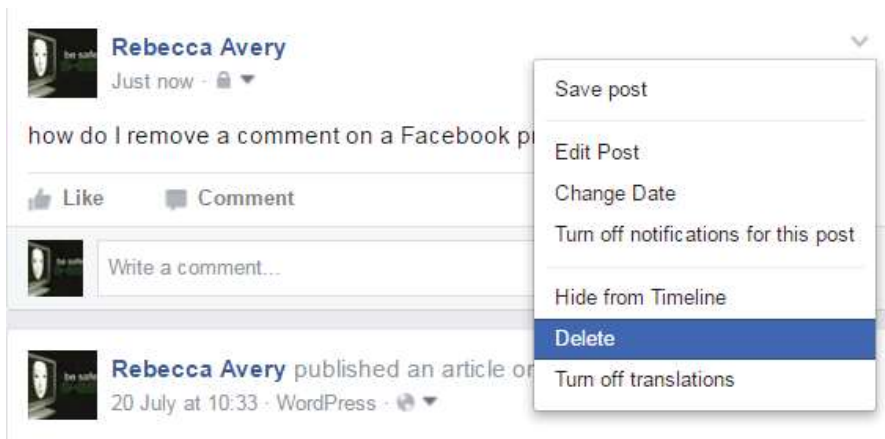 Rebecca Avery
Just now ·
how do I remove a comment on a Facebook
Like Comment
Write a comment...
Save post
Edit Post
Change Date
Turn off notifications for this post
Hide from Timeline
Delete
Turn off translations
Rebecca Avery published an article
20 July at 10:33 · WordPress ·
be safe